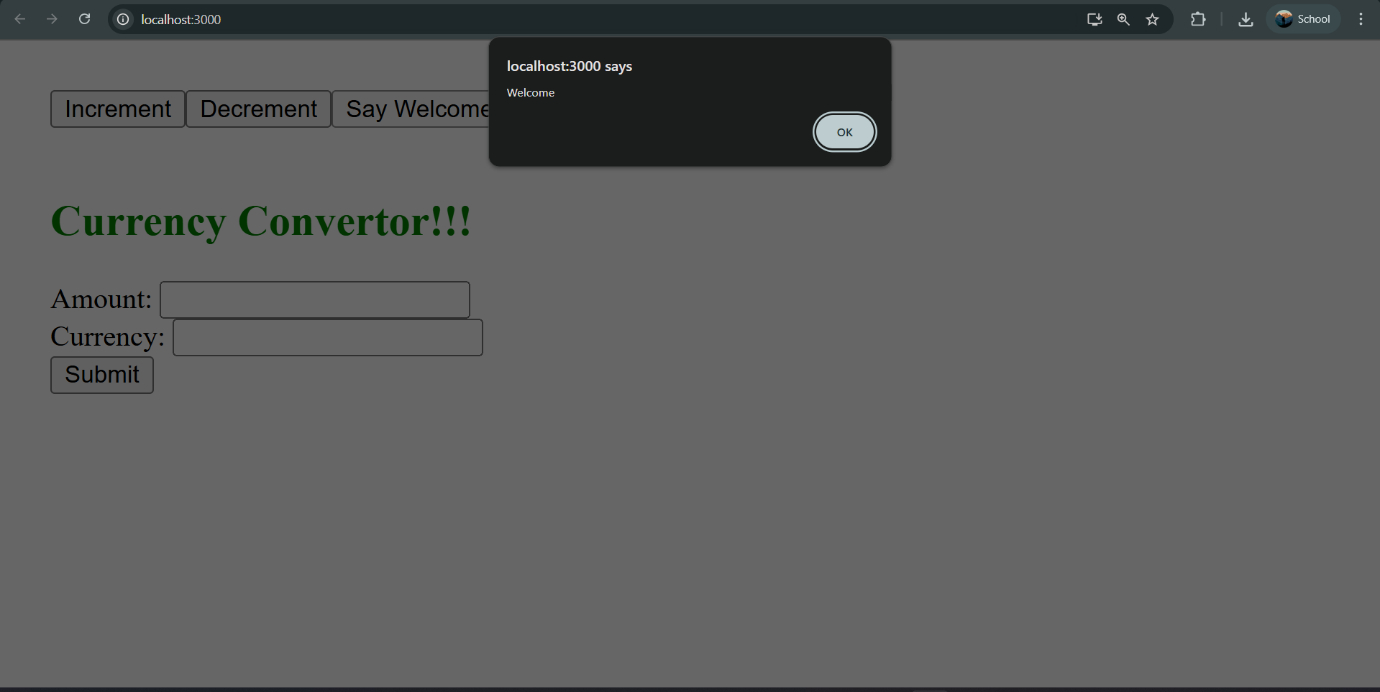 localhost:3000
School
localhost:3000 says
Welcome
OK
Increment Decrement Say Welcome
Currency Convertor!!!
Amount:
Currency:
Submit